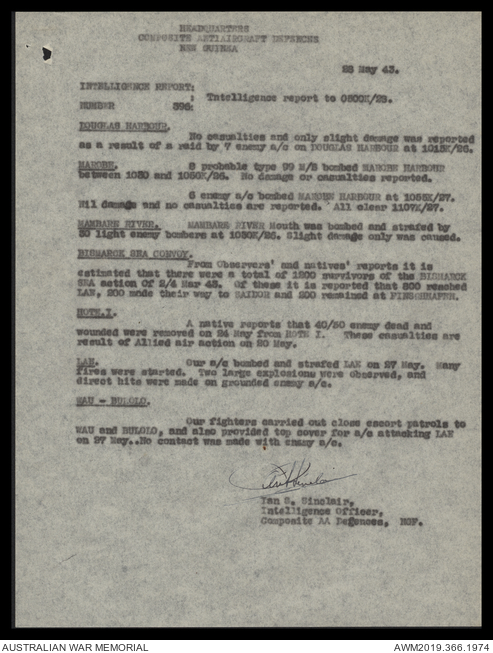 HEADQUARTERS
COMPOSITE ANTIAIRCRAFT DEFENCES
NEW GUINEA
28 May 43.
INTELLIGENCE REPORT:
: Intelligence report to 0600K/28.
NUMBER 396:
DOUGLAS HARBOUR.
No casualties and only slight damage was reported
as a result of a raid by 7 enemy a/c on DOUGLAS HARBOUR at 1015K/26.
MAROBE. 8 probable type 99 M/B bombed MAROBE HARBOUR
between 1030 and 1050K/26. No damage or casualties reported.
6 enemy a/c bombed MAROBE HARBOUR at 1055K/27.
Nil damage and no casualties are reported. All clear 1107K/27.
MAMBARE RIVER. MAMBARE RIVER Mouth was bombed and strafed by
30 light enemy bombers at 1030K/26. Slight damage only was caused.
BISMARCK SEA CONVOY.
From Observers' and natives' reports it is
estimated that there were a total of 1200 survivors of the BISMARCK
SEA action of 2/4 Mar 43. Of these it is reported that 800 reached
LAE, 200 made their way to SAIDOR and 200 remained at FINSCHHAFEN.
ROTE.I.
A native reports that 40/50 enemy dead and
wounded were removed on 24 May from ROTE I. These casualties are
result of Allied air action on 20 May.
LAE. Our a/c bombed and strafed LAE on 27 May. Many
fires were started. Two large explosions were observed, and
direct hits were made on grounded enemy a/c.
WAU - BULOLO.
Our fighters carried out close escort patrols to
WAU and BULOLO, and also provided top cover for a/c attacking LAE
on 27 May..No contact was made with enemy a/c.
Ian S. Sinclair,
Intelligence Officer,
Composite AA Defences, NGF.
AUSTRALIAN WAR MEMORIAL
AWM2019.366.1974